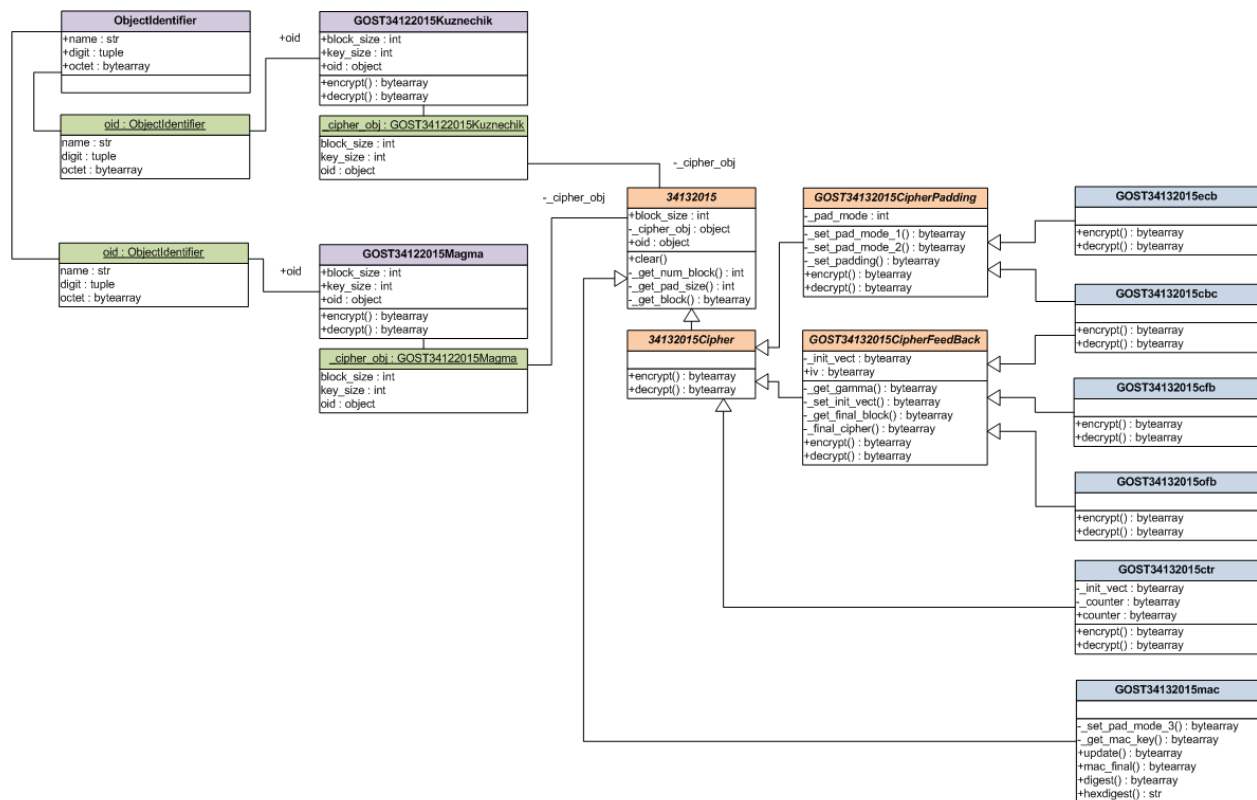 ObjectIdentifier
+name : str
+digit : tuple
+octet : bytearray
oid : ObjectIdentifier
name : str
digit : tuple
octet : bytearray
+oid
GOST34122015Kuznechik
+block_size : int
+key_size : int
+oid : object
+encrypt() : bytearray
+decrypt() : bytearray
_cipher_obj : GOST34122015Kuznechik
block_size : int
key_size : int
oid : object
-_cipher_obj
oid : ObjectIdentifier
name : str
digit : tuple
octet : bytearray
+oid
GOST34122015Magma
+block_size : int
+key_size : int
+oid : object
+encrypt() : bytearray
+decrypt() : bytearray
_cipher_obj : GOST34122015Magma
block_size : int
key_size : int
oid : object
-_cipher_obj
34132015
+block_size : int
-_cipher_obj : object
+oid : object
+clear()
-_get_num_block() : int
-_get_pad_size() : int
-_get_block() : bytearray
34132015Cipher
+encrypt() : bytearray
+decrypt() : bytearray
GOST34132015CipherPadding
-_pad_mode : int
-_set_pad_mode_1() : bytearray
-_set_pad_mode_2() : bytearray
-_set_padding() : bytearray
+encrypt() : bytearray
+decrypt() : bytearray
GOST34132015CipherFeedBack
-_init_vect : bytearray
+iv : bytearray
-_get_gamma() : bytearray
-_set_init_vect() : bytearray
-_get_final_block() : bytearray
-_final_cipher() : bytearray
+encrypt() : bytearray
+decrypt() : bytearray
GOST34132015ecb
+encrypt() : bytearray
+decrypt() : bytearray
GOST34132015cbc
+encrypt() : bytearray
+decrypt() : bytearray
GOST34132015cfb
+encrypt() : bytearray
+decrypt() : bytearray
GOST34132015ofb
+encrypt() : bytearray
+decrypt() : bytearray
GOST34132015ctr
-_init_vect : bytearray
-_counter : bytearray
+counter : bytearray
+encrypt() : bytearray
+decrypt() : bytearray
GOST34132015mac
-_set_pad_mode_3() : bytearray
-_get_mac_key() : bytearray
+update() : bytearray
+mac_final() : bytearray
+digest() : bytearray
+hexdigest() : str